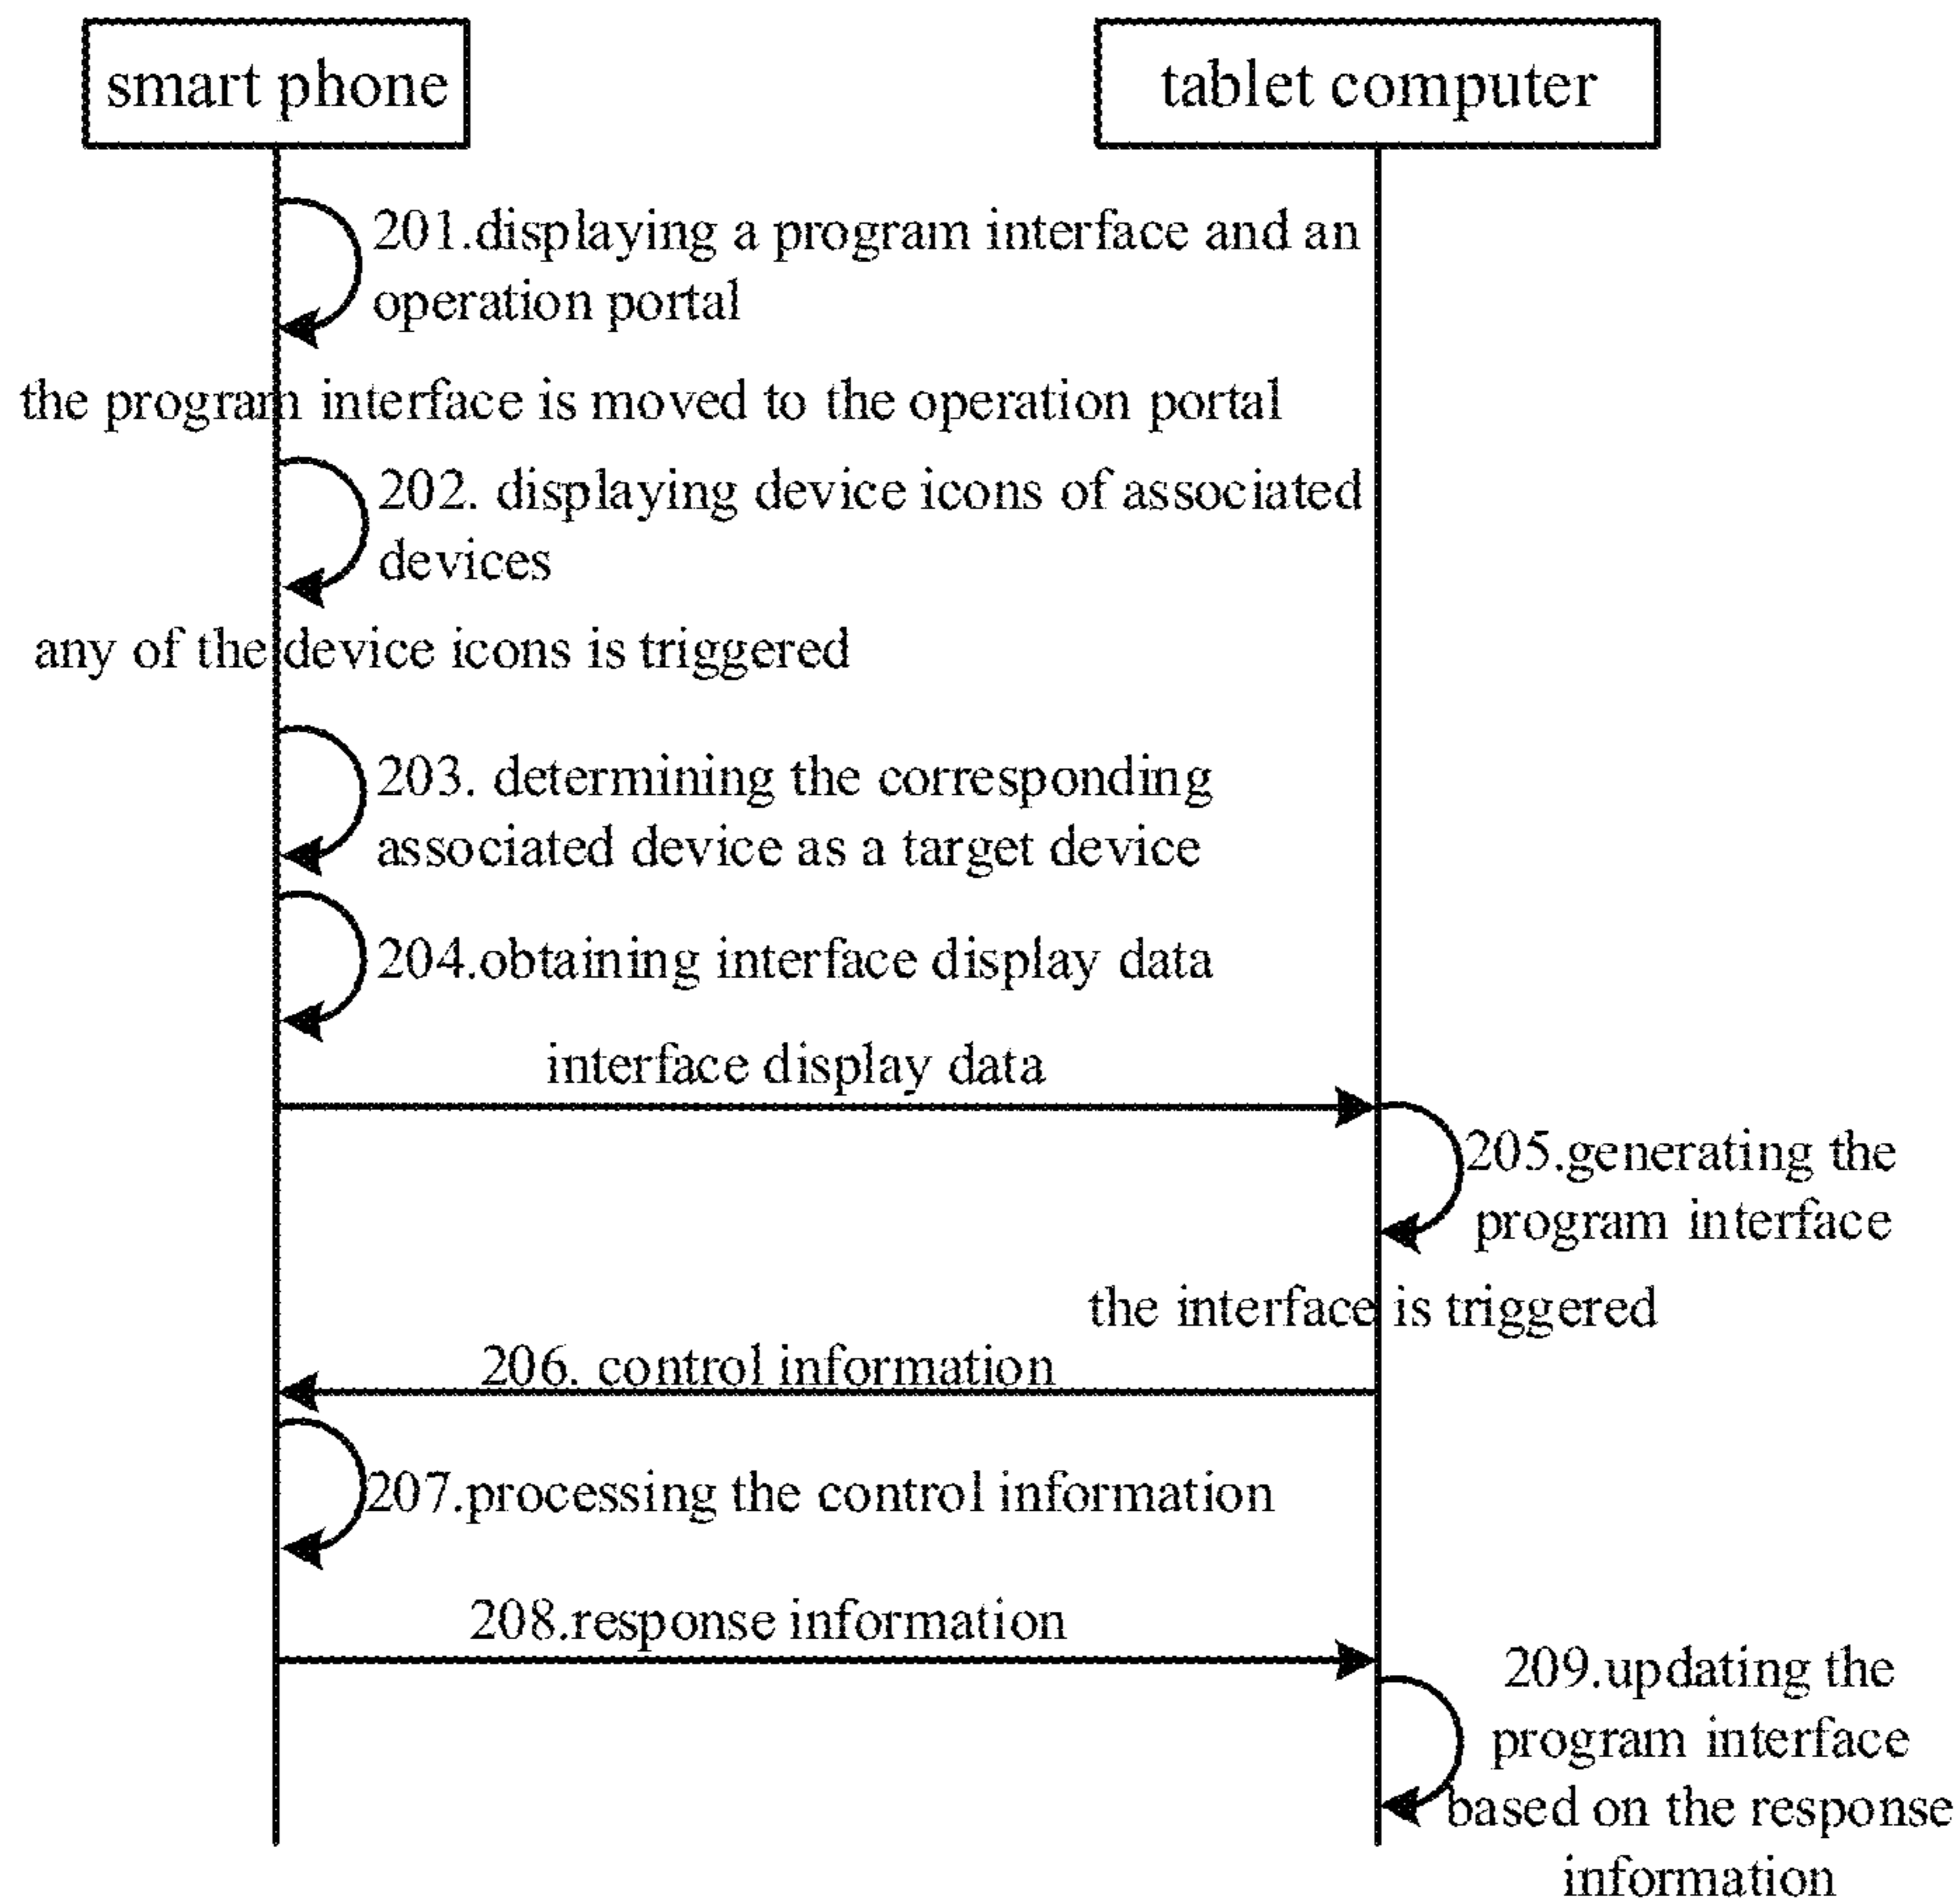 smart phone
tablet computer
201.displaying a program interface and an
operation portal
the program interface is moved to the operation portal
202. displaying device icons of associated
devices
any of the device icons is triggered
203. determining the corresponding
associated device as a target device
204.obtaining interface display data
interface display data
205.generating the
program interface
the interface is triggered
206. control information
207.processing the control information
208.response information
209.updating the
program interface
based on the response
information